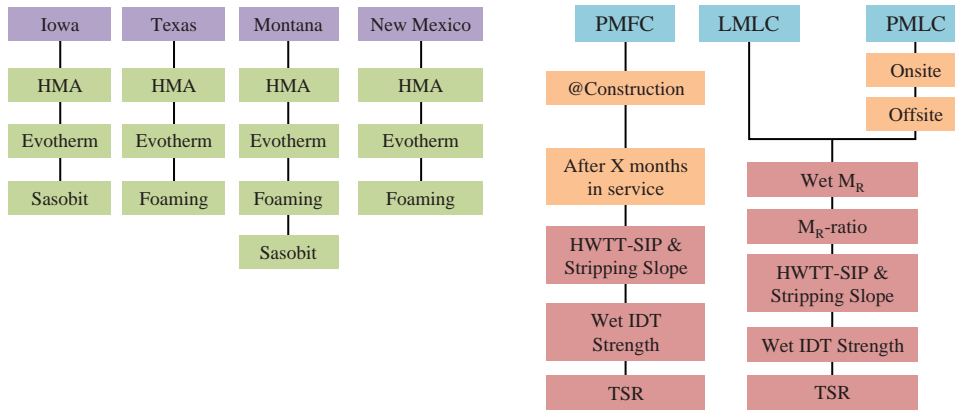 Iowa
HMA
Evotherm
Sasobit
Texas
HMA
Evotherm
Foaming
Montana
HMA
Evotherm
Foaming
Sasobit
New Mexico
HMA
Evotherm
Foaming
PMFC
@Construction
After X months
in service
HWTT-SIP &
Stripping Slope
Wet IDT
Strength
TSR
LMLC
PMLC
Onsite
Offsite
Wet M_R
M_R-ratio
HWTT-SIP &
Stripping Slope
Wet IDT Strength
TSR